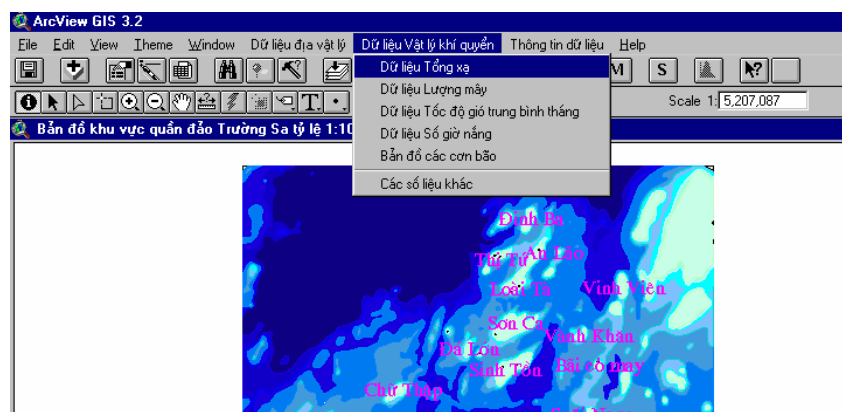 ArcView GIS 3.2
File Edit View Theme Window Dữ liệu địa vật lý Dữ liệu Vật lý khí quyển Thông tin dữ liệu Help
Dữ liệu Tổng xạ
M S
Dữ liệu Lượng mây
Scale 1: 5,207,087
Dữ liệu Tốc độ gió trung bình tháng
Bản đồ khu vực quần đảo Trường Sa tỷ lệ 1:10
Dữ liệu Số giờ nắng
Bản đồ các cơn bão
Các số liệu khác
Đinh Ba
Thị Tứ An Lão
Loài Tà Vĩnh Viễn
Sơn Ca
Vành Khăn
Đá Lớn
Sinh Tồn Bãi cỏ may
Chữ Thập